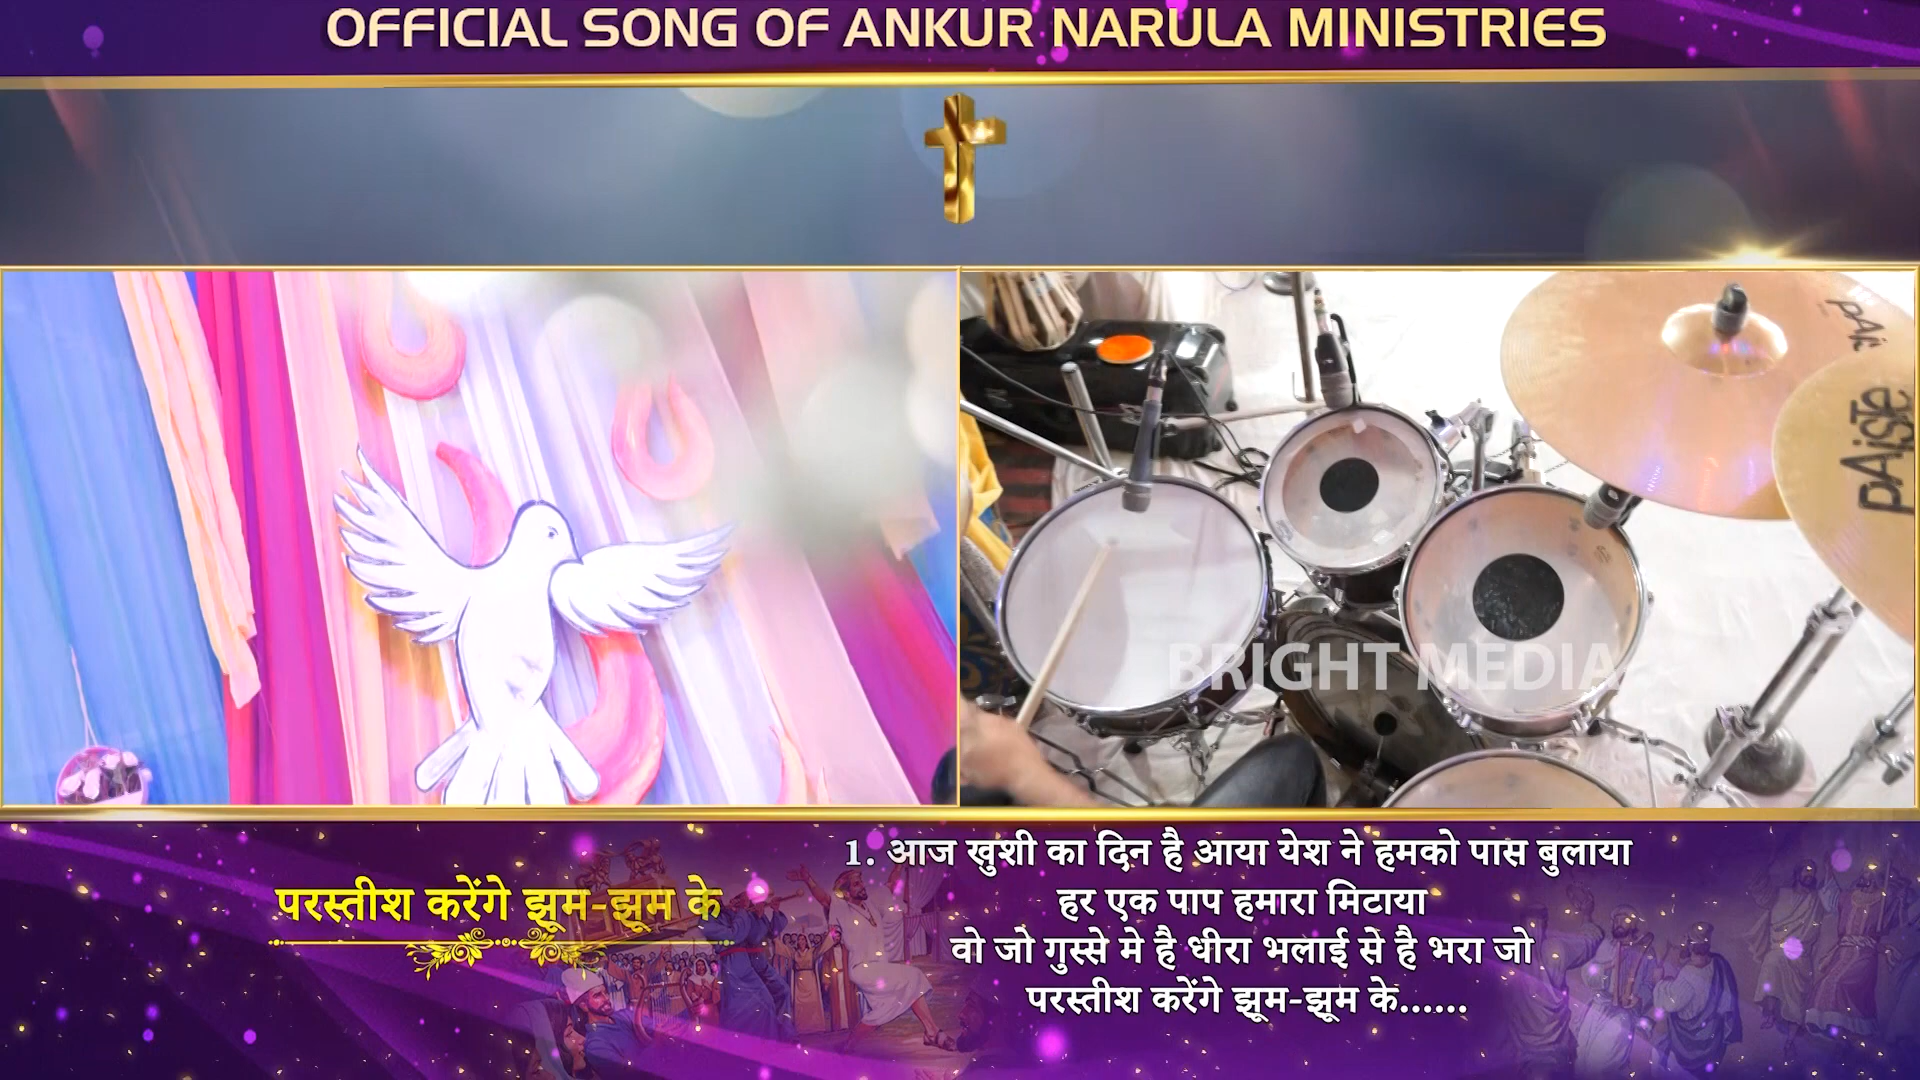 OFFICIAL SONG OF ANKUR NARULA MINISTRIES
PAiSTe
BRIGHT MEDIA
परस्तीश करेंगे झूम-झूम के
1. आज खुशी का दिन है आया येश ने हमको पास बुलाया
हर एक पाप हमारा मिटाया
वो जो गुस्से मे है धीरा भलाई से है भरा जो
परस्तीश करेंगे झूम-झूम के......